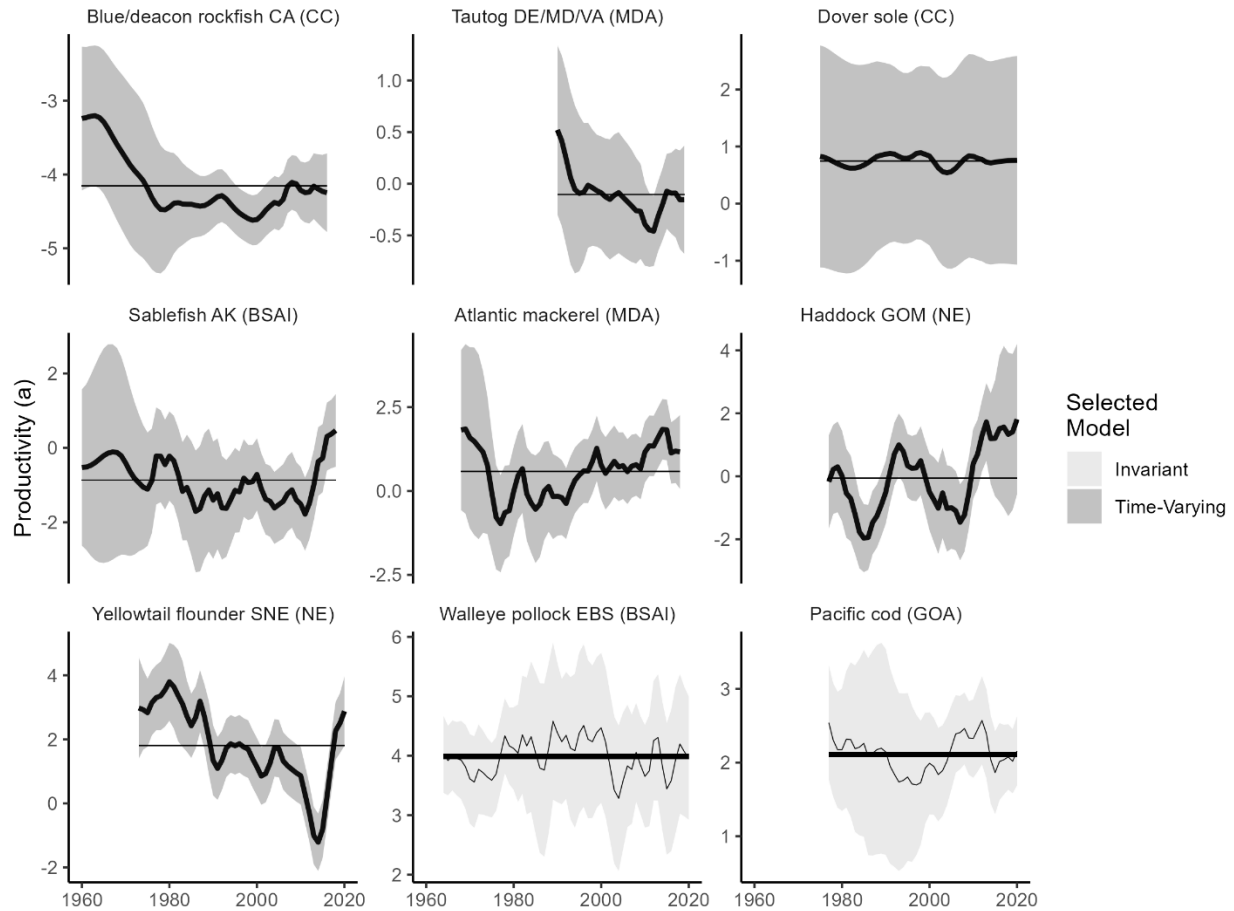 Blue/deacon rockfish CA (CC)
Tautog DE/MD/VA (MDA)
Dover sole (CC)
-3
-4
-5
1.0
0.5
0.0
-0.5
2
1
0
-1
Sablefish AK (BSAI)
Atlantic mackerel (MDA)
Haddock GOM (NE)
Productivity (a)
2
0
-2
2.5
0.0
-2.5
4
2
0
-2
Selected
Model
Invariant
Time-Varying
Yellowtail flounder SNE (NE)
Walleye pollock EBS (BSAI)
Pacific cod (GOA)
4
2
0
-2
6
5
4
3
2
3
2
1
1960 1980 2000 2020
1960 1980 2000 2020
1960 1980 2000 2020